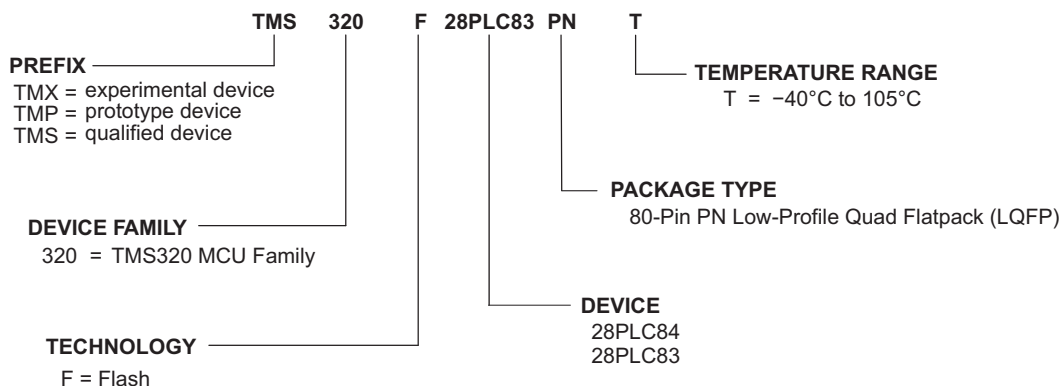 TMS 320 F 28PLC83 PN T
PREFIX
TMX = experimental device
TMP = prototype device
TMS = qualified device
TEMPERATURE RANGE
T = −40°C to 105°C
PACKAGE TYPE
80-Pin PN Low-Profile Quad Flatpack (LQFP)
DEVICE FAMILY
320 = TMS320 MCU Family
DEVICE
28PLC84
28PLC83
TECHNOLOGY
F = Flash